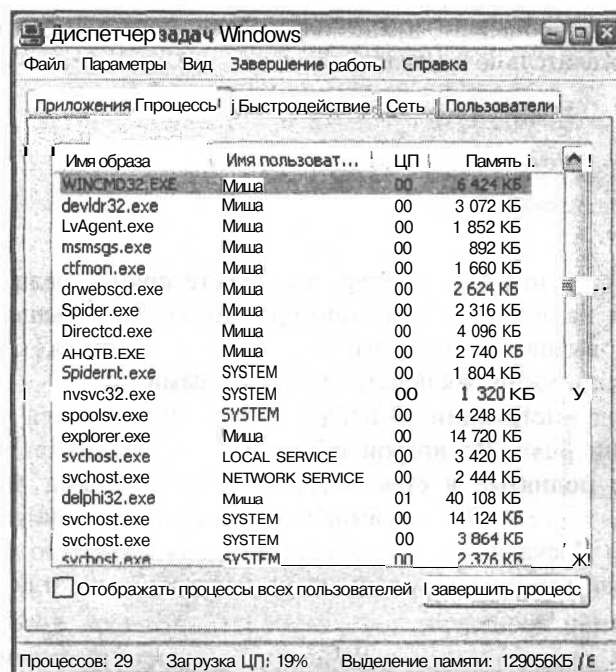 Диспетчер задач Windows
Файл Параметры Вид Завершение работы Справка
Приложения Процессы Быстродействие Сеть Пользователи
Имя образа Имя пользоват... ЦП Память
WINCMD32.EXE Миша 00 6 424 КБ
devldr32.exe Миша 00 3 072 КБ
LvAgent.exe Миша 00 1 852 КБ
msmsgs.exe Миша 00 892 КБ
ctfmon.exe Миша 00 1 660 КБ
drwebscd.exe Миша 00 2 624 КБ
Spider.exe Миша 00 2 316 КБ
Directcd.exe Миша 00 4 096 КБ
AHQTB.EXE Миша 00 2 740 КБ
Spidernt.exe SYSTEM 00 1 804 КБ
nvsvc32.exe SYSTEM 00 1 320 КБ
spoolsv.exe SYSTEM 00 4 248 КБ
explorer.exe Миша 00 14 720 КБ
svchost.exe LOCAL SERVICE 00 3 420 КБ
svchost.exe NETWORK SERVICE 00 2 444 КБ
delphi32.exe Миша 01 40 108 КБ
svchost.exe SYSTEM 00 14 124 КБ
svchost.exe SYSTEM 00 3 864 КБ
svchost.exe SYSTEM 00 2 376 КБ
Отображать процессы всех пользователей завершить процесс
Процессов: 29 Загрузка ЦП: 19% Выделение памяти: 129056КБ /